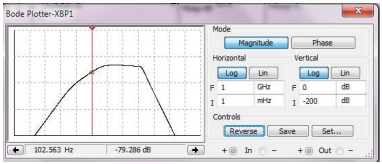 Bode Plotter-XBP1
Mode
Magnitude Phase
Horizontal Vertical
Log Lin Log Lin
F 1 GHz F 0 dB
I 1 mHz I -200 dB
Controls
Reverse Save Set...
102.563 Hz -79.286 dB + In - + Out -